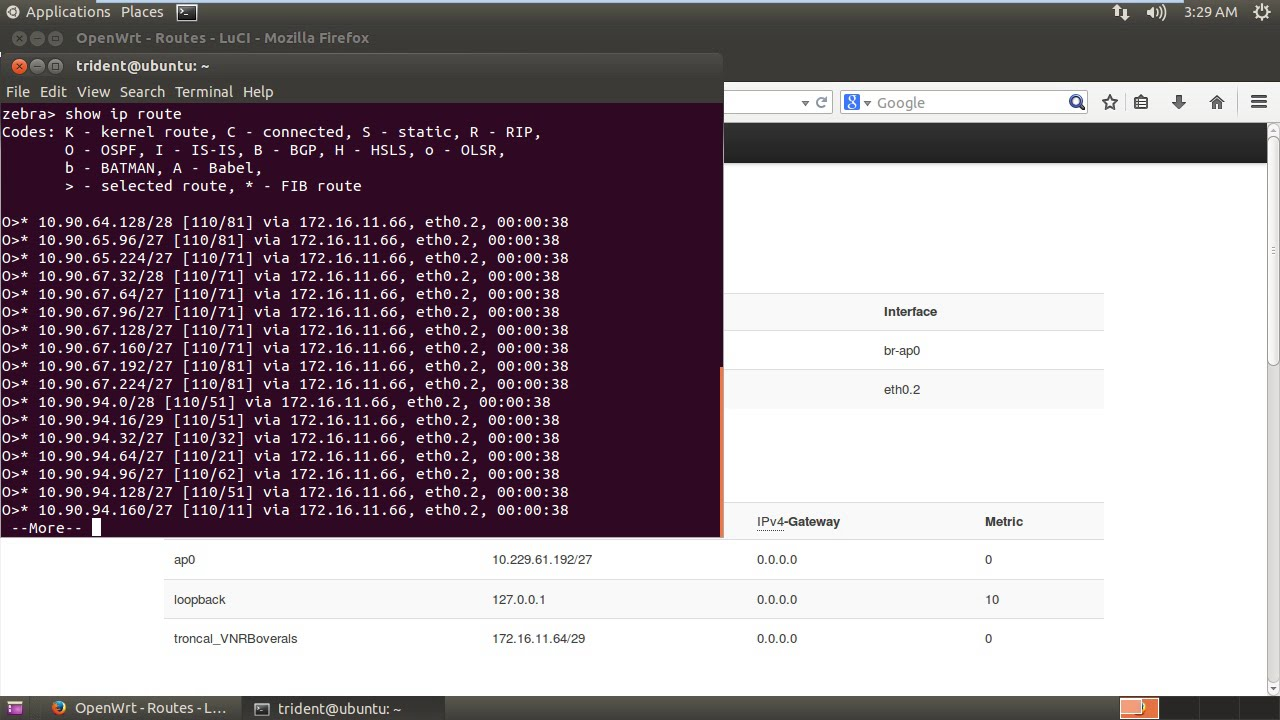 Applications Places 3:29 AM
OpenWrt - Routes - LuCI - Mozilla Firefox
trident@ubuntu: ~
File Edit View Search Terminal Help
Google
zebra> show ip route
Codes: K - kernel route, C - connected, S - static, R - RIP,
O - OSPF, I - IS-IS, B - BGP, H - HSLS, o - OLSR,
b - BATMAN, A - Babel,
> - selected route, * - FIB route
O>* 10.90.64.128/28 [110/81] via 172.16.11.66, eth0.2, 00:00:38
O>* 10.90.65.96/27 [110/81] via 172.16.11.66, eth0.2, 00:00:38
O>* 10.90.65.224/27 [110/71] via 172.16.11.66, eth0.2, 00:00:38
O>* 10.90.67.32/28 [110/71] via 172.16.11.66, eth0.2, 00:00:38
O>* 10.90.67.64/27 [110/71] via 172.16.11.66, eth0.2, 00:00:38
O>* 10.90.67.96/27 [110/71] via 172.16.11.66, eth0.2, 00:00:38
O>* 10.90.67.128/27 [110/71] via 172.16.11.66, eth0.2, 00:00:38
O>* 10.90.67.160/27 [110/71] via 172.16.11.66, eth0.2, 00:00:38
O>* 10.90.67.192/27 [110/81] via 172.16.11.66, eth0.2, 00:00:38
O>* 10.90.67.224/27 [110/81] via 172.16.11.66, eth0.2, 00:00:38
O>* 10.90.94.0/28 [110/51] via 172.16.11.66, eth0.2, 00:00:38
O>* 10.90.94.16/29 [110/51] via 172.16.11.66, eth0.2, 00:00:38
O>* 10.90.94.32/27 [110/32] via 172.16.11.66, eth0.2, 00:00:38
O>* 10.90.94.64/27 [110/21] via 172.16.11.66, eth0.2, 00:00:38
O>* 10.90.94.96/27 [110/62] via 172.16.11.66, eth0.2, 00:00:38
O>* 10.90.94.128/27 [110/51] via 172.16.11.66, eth0.2, 00:00:38
O>* 10.90.94.160/27 [110/11] via 172.16.11.66, eth0.2, 00:00:38
--More--
Interface
br-ap0
eth0.2
IPv4-Gateway Metric
ap0 10.229.61.192/27 0.0.0.0 0
loopback 127.0.0.1 0.0.0.0 10
troncal_VNRBoverals 172.16.11.64/29 0.0.0.0 0
OpenWrt - Routes - L... trident@ubuntu: ~